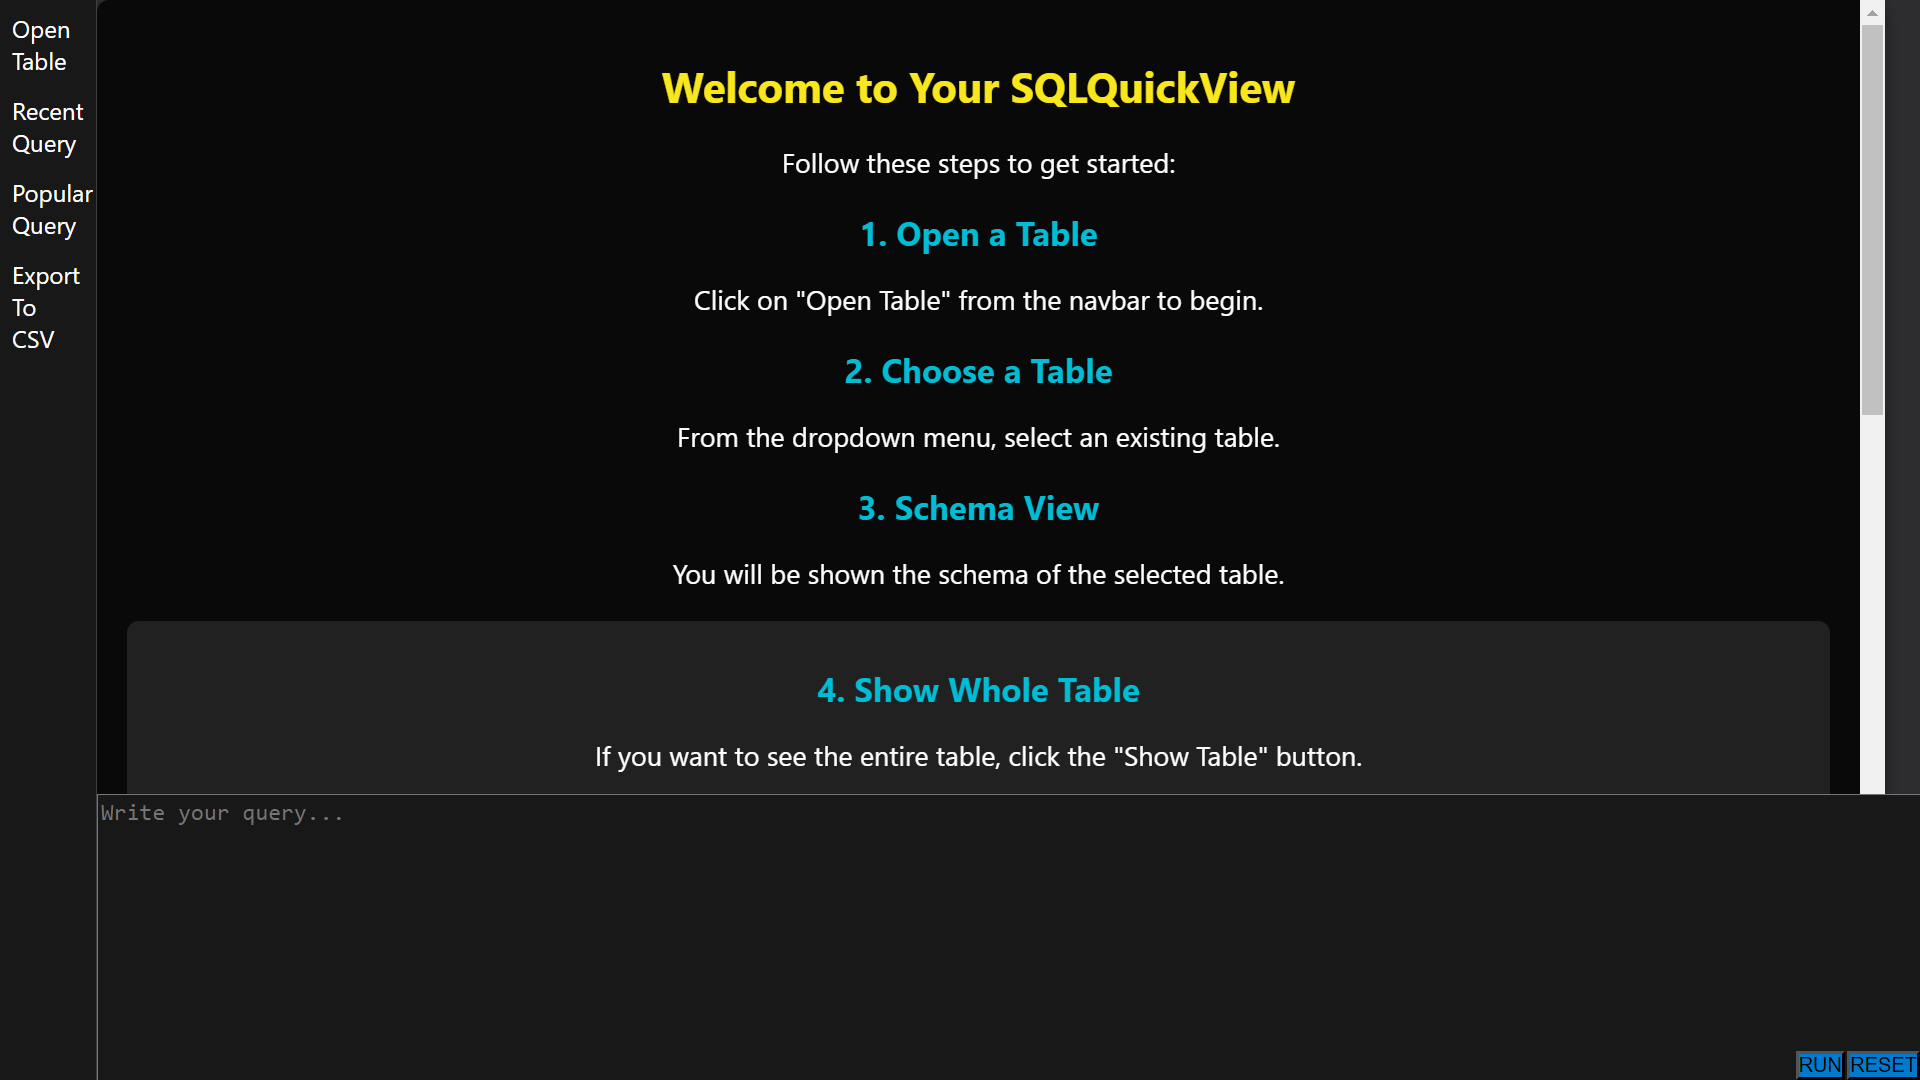 Open
Table
Recent
Query
Popular
Query
Export
To
CSV
Welcome to Your SQLQuickView
Follow these steps to get started:
1. Open a Table
Click on "Open Table" from the navbar to begin.
2. Choose a Table
From the dropdown menu, select an existing table.
3. Schema View
You will be shown the schema of the selected table.
4. Show Whole Table
If you want to see the entire table, click the "Show Table" button.
Write your query...
RUN RESET